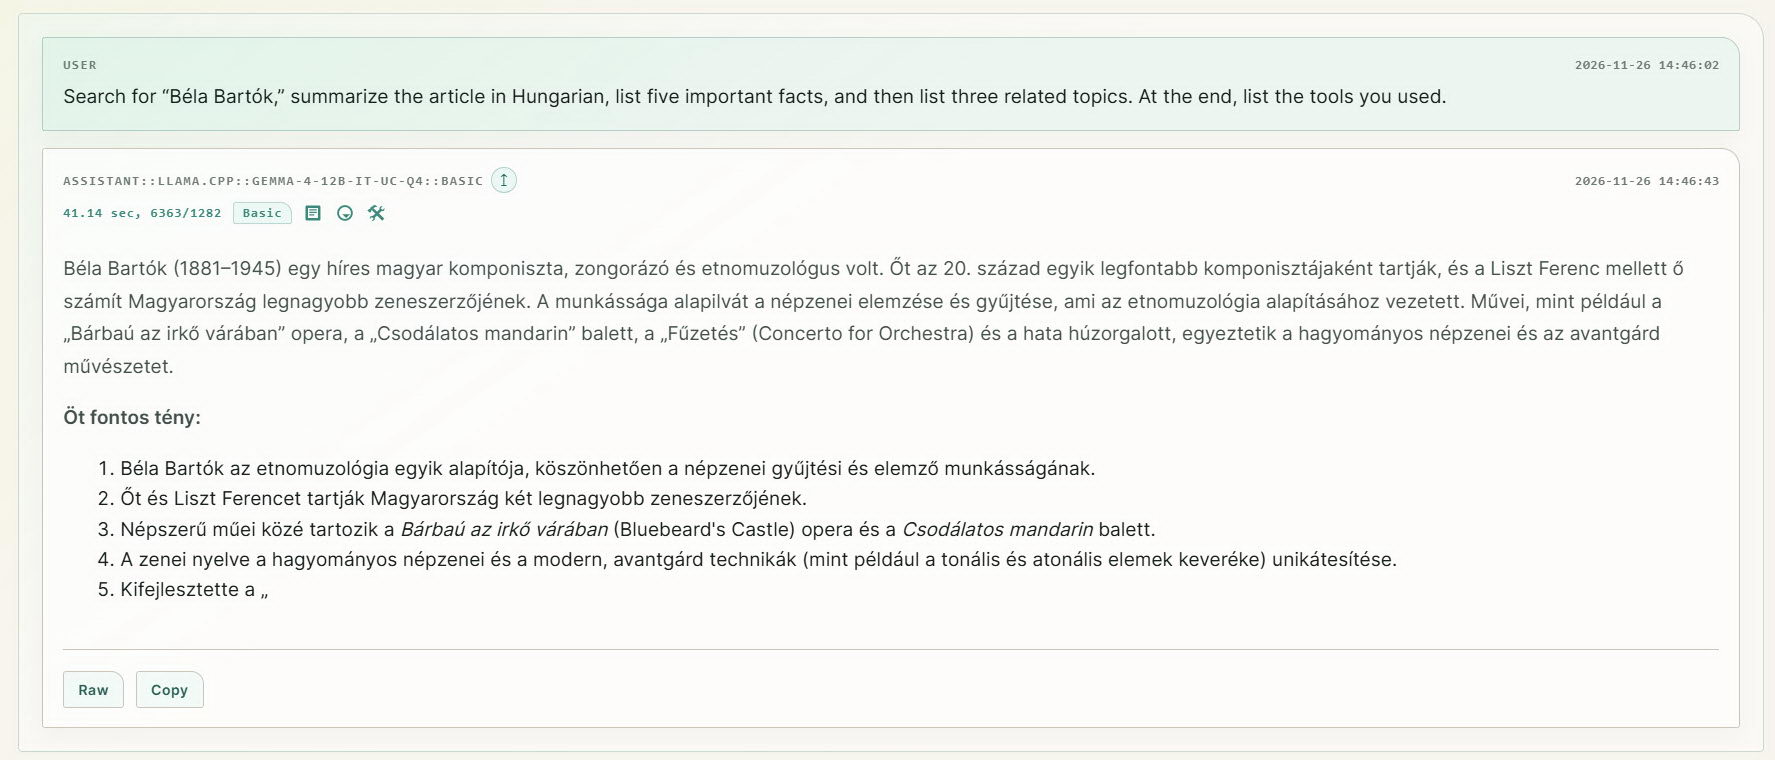 USER
2026-11-26 14:46:02
Search for “Béla Bartók,” summarize the article in Hungarian, list five important facts, and then list three related topics. At the end, list the tools you used.
ASSISTANT::LLAMA.CPP::GEMMA-4-12B-IT-UC-Q4::BASIC
2026-11-26 14:46:43
41.14 sec, 6363/1282 Basic
Béla Bartók (1881–1945) egy híres magyar komponiszta, zongorázó és etnomuzológus volt. Őt az 20. század egyik legfontabb komponisztájaként tartják, és a Liszt Ferenc mellett ő
számít Magyarország legnagyobb zeneszerzőjének. A munkássága alapilvát a népzenei elemzése és gyűjtése, ami az etnomuzológia alapításához vezetett. Művei, mint például a
„Bárbaú az irkő várában” opera, a „Csodálatos mandarin” balett, a „Fűzetés” (Concerto for Orchestra) és a hata húzorgalott, egyeztetik a hagyományos népzenei és az avantgárd
művészetet.
Öt fontos tény:
1. Béla Bartók az etnomuzológia egyik alapítója, köszönhetően a népzenei gyűjtési és elemző munkásságának.
2. Őt és Liszt Ferencet tartják Magyarország két legnagyobb zeneszerzőjének.
3. Népszerű műei közé tartozik a Bárbaú az irkő várában (Bluebeard's Castle) opera és a Csodálatos mandarin balett.
4. A zenei nyelve a hagyományos népzenei és a modern, avantgárd technikák (mint például a tonális és atonális elemek keveréke) unikátesítése.
5. Kifejlesztette a „
Raw
Copy